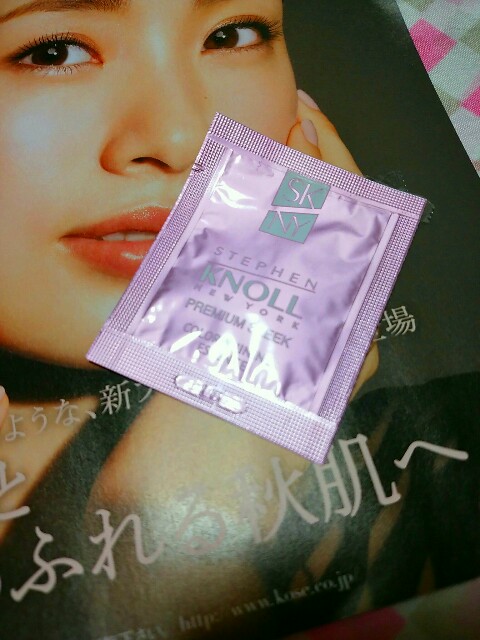 SK
NY
STEPHEN
KNOLL
NEW YORK
PREMIUM SLEEK
ような、新
場
と
ふれる秋肌へ
http://www.kose.co.jp